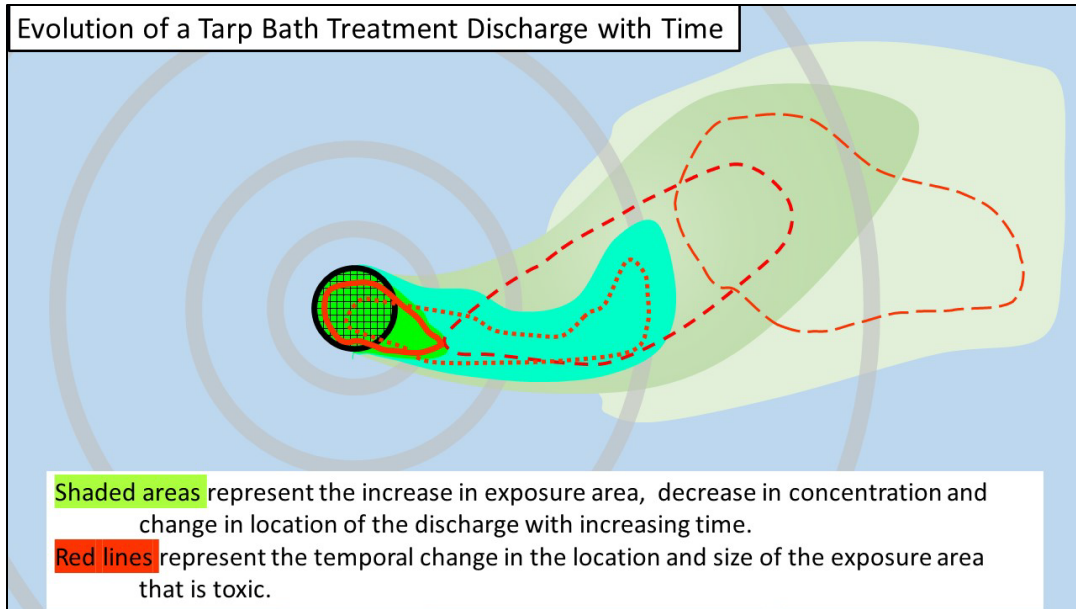 Evolution of a Tarp Bath Treatment Discharge with Time
Shaded areas represent the increase in exposure area, decrease in concentration and
change in location of the discharge with increasing time.
Red lines represent the temporal change in the location and size of the exposure area
that is toxic.